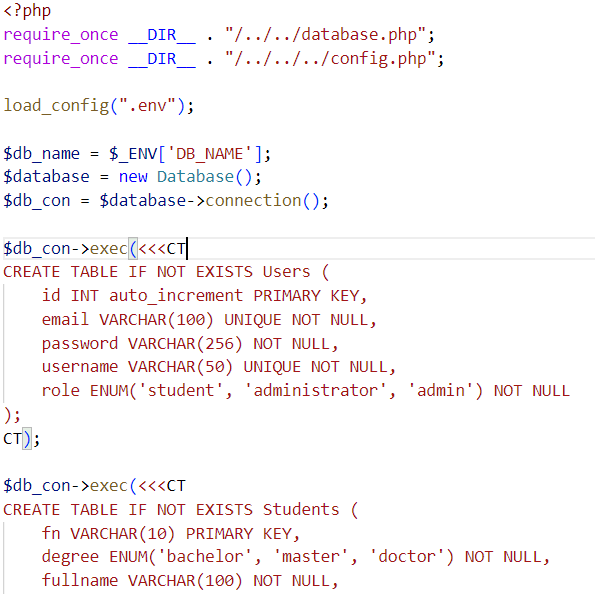 <?php
require_once __DIR__ . "/../../database.php";
require_once __DIR__ . "/../../../config.php";
load_config(".env");
$db_name = $_ENV['DB_NAME'];
$database = new Database();
$db_con = $database->connection();
$db_con->exec(<<<CT
CREATE TABLE IF NOT EXISTS Users (
    id INT auto_increment PRIMARY KEY,
    email VARCHAR(100) UNIQUE NOT NULL,
    password VARCHAR(256) NOT NULL,
    username VARCHAR(50) UNIQUE NOT NULL,
    role ENUM('student', 'administrator', 'admin') NOT NULL
);
CT);
$db_con->exec(<<<CT
CREATE TABLE IF NOT EXISTS Students (
    fn VARCHAR(10) PRIMARY KEY,
    degree ENUM('bachelor', 'master', 'doctor') NOT NULL,
    fullname VARCHAR(100) NOT NULL,